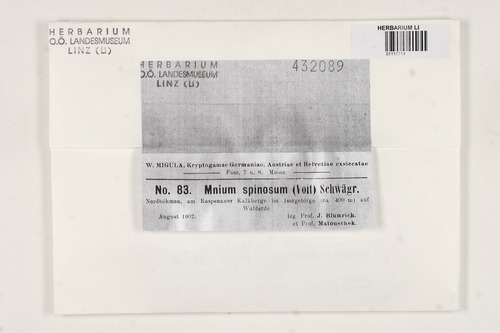 HERBARIUM
O.Ö. LANDESMUSEUM
LINZ (LI)
HERBARIUM LI
HERBARIUM
O.Ö. LANDESMUSEUM
LINZ (LI)
432089
W. MIGULA, Kryptogamae Germaniae, Austriae et Helvetiae exsiccatae
Fasc. 7 u. 8. Moose
No. 83. Mnium spinosum (Voit) Schwägr.
Nordböhmen, am Raspenauer Kalkberge im Isergebirge (ca. 400 m) auf
Walderde
August 1902.
leg. Prof. J. Blumrich.
et Prof. Matouschek.